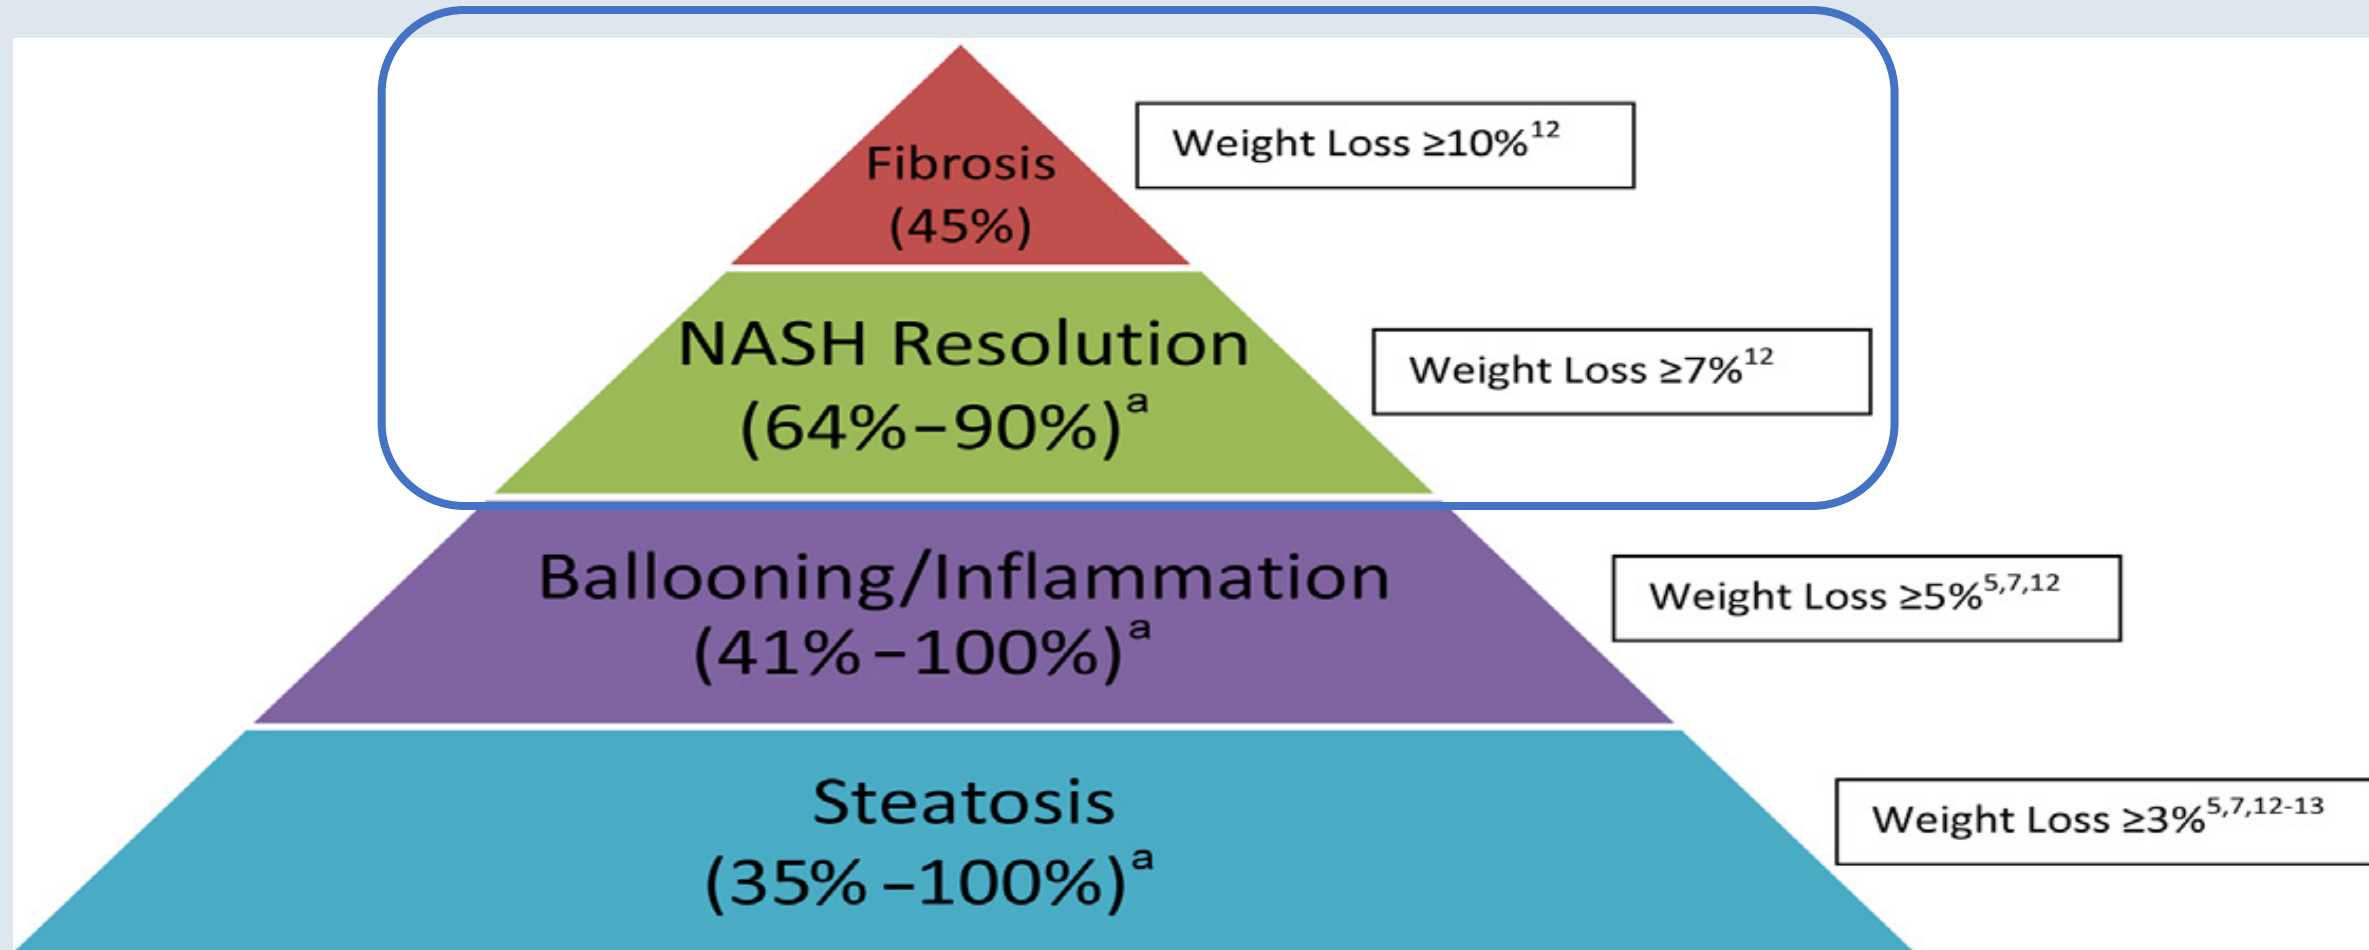 Fibrosis
(45%)
Weight Loss ≥10%¹²
NASH Resolution
(64%–90%)ᵃ
Weight Loss ≥7%¹²
Ballooning/Inflammation
(41%–100%)ᵃ
Weight Loss ≥5%⁵,⁷,¹²
Steatosis
(35%–100%)ᵃ
Weight Loss ≥3%⁵,⁷,¹²⁻¹³